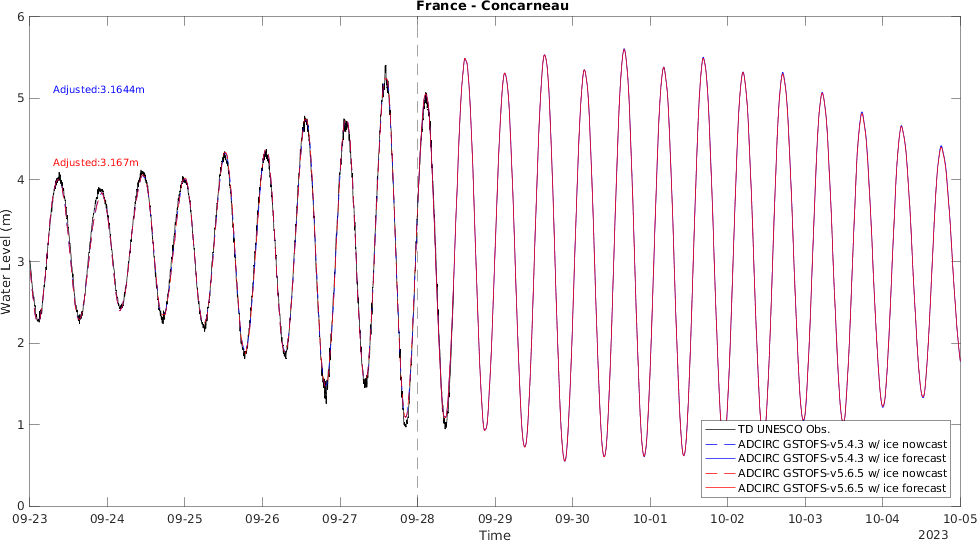 France - Concarneau
Water Level (m)
6
5
4
3
2
1
0
Adjusted:3.1644m
Adjusted:3.167m
TD UNESCO Obs.
ADCIRC GSTOFS-v5.4.3 w/ ice nowcast
ADCIRC GSTOFS-v5.4.3 w/ ice forecast
ADCIRC GSTOFS-v5.6.5 w/ ice nowcast
ADCIRC GSTOFS-v5.6.5 w/ ice forecast
09-23 09-24 09-25 09-26 09-27 09-28 09-29 09-30 10-01 10-02 10-03 10-04 10-05
Time
2023